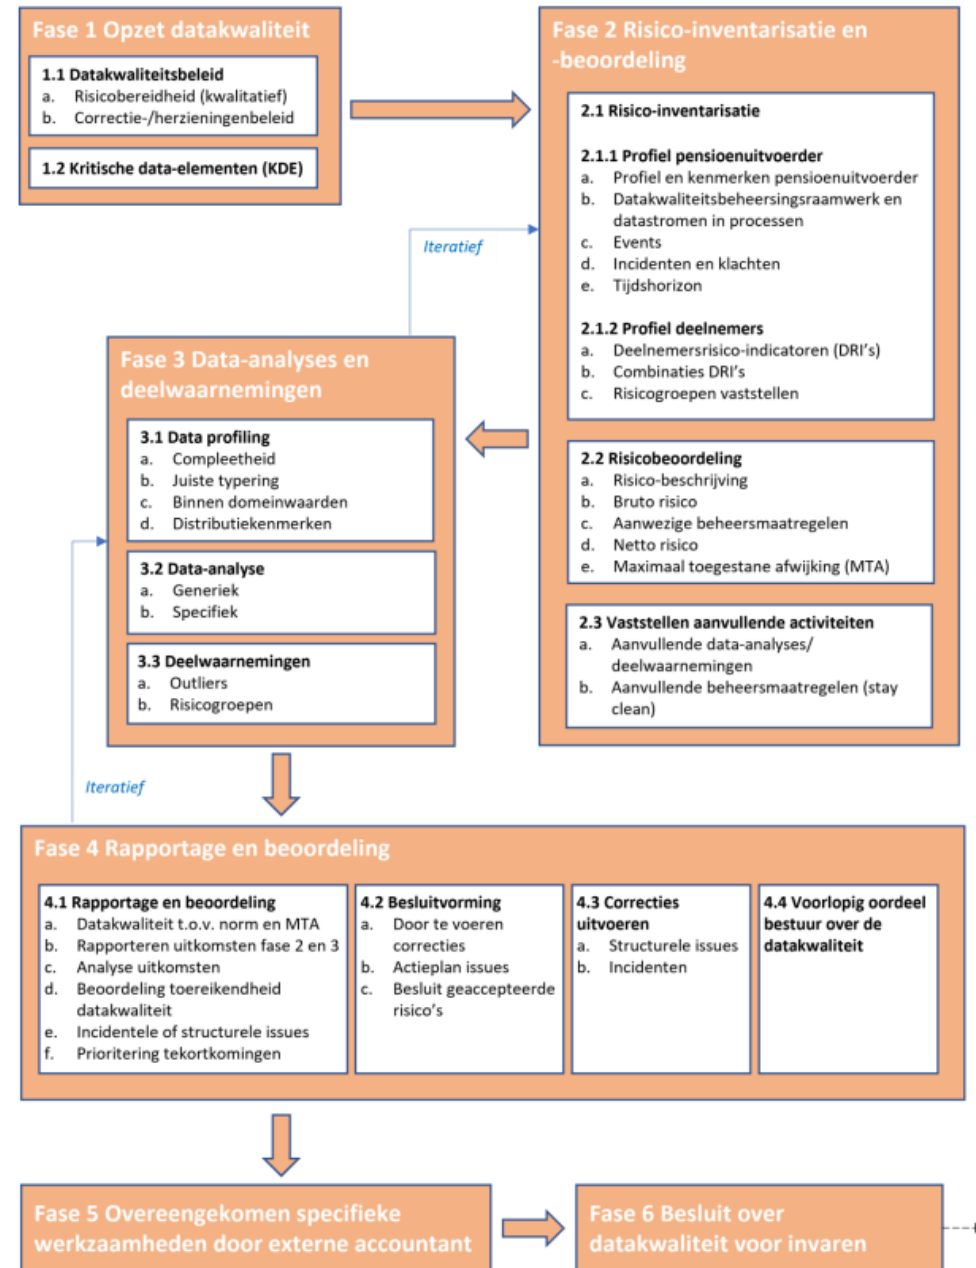 Fase 1 Opzet datakwaliteit
1.1 Datakwaliteitsbeleid
a. Risicobereidheid (kwalitatief)
b. Correctie-/herzieningenbeleid
1.2 Kritische data-elementen (KDE)
Fase 2 Risico-inventarisatie en
-beoordeling
2.1 Risico-inventarisatie
2.1.1 Profiel pensioenuitvoerder
a. Profiel en kenmerken pensioenuitvoerder
b. Datakwaliteitsbeheersingsraamwerk en
datastromen in processen
c. Events
d. Incidenten en klachten
e. Tijdshorizon
2.1.2 Profiel deelnemers
a. Deelnemersrisico-indicatoren (DRI's)
b. Combinaties DRI's
c. Risicogroepen vaststellen
2.2 Risicobeoordeling
a. Risico-beschrijving
b. Bruto risico
c. Aanwezige beheersmaatregelen
d. Netto risico
e. Maximaal toegestane afwijking (MTA)
2.3 Vaststellen aanvullende activiteiten
a. Aanvullende data-analyses/
deelwaarnemingen
b. Aanvullende beheersmaatregelen (stay
clean)
Iteratief
Fase 3 Data-analyses en
deelwaarnemingen
3.1 Data profiling
a. Compleetheid
b. Juiste typering
c. Binnen domeinwaarden
d. Distributiekenmerken
3.2 Data-analyse
a. Generiek
b. Specifiek
3.3 Deelwaarnemingen
a. Outliers
b. Risicogroepen
Iteratief
Fase 4 Rapportage en beoordeling
4.1 Rapportage en beoordeling
a. Datakwaliteit t.o.v. norm en MTA
b. Rapporteren uitkomsten fase 2 en 3
c. Analyse uitkomsten
d. Beoordeling toereikendheid
datakwaliteit
e. Incidentele of structurele issues
f. Prioritering tekortkomingen
4.2 Besluitvorming
a. Door te voeren
correcties
b. Actieplan issues
c. Besluit geaccepteerde
risico's
4.3 Correcties
uitvoeren
a. Structurele issues
b. Incidenten
4.4 Voorlopig oordeel
bestuur over de
datakwaliteit
Fase 5 Overeengekomen specifieke
werkzaamheden door externe accountant
Fase 6 Besluit over
datakwaliteit voor invaren